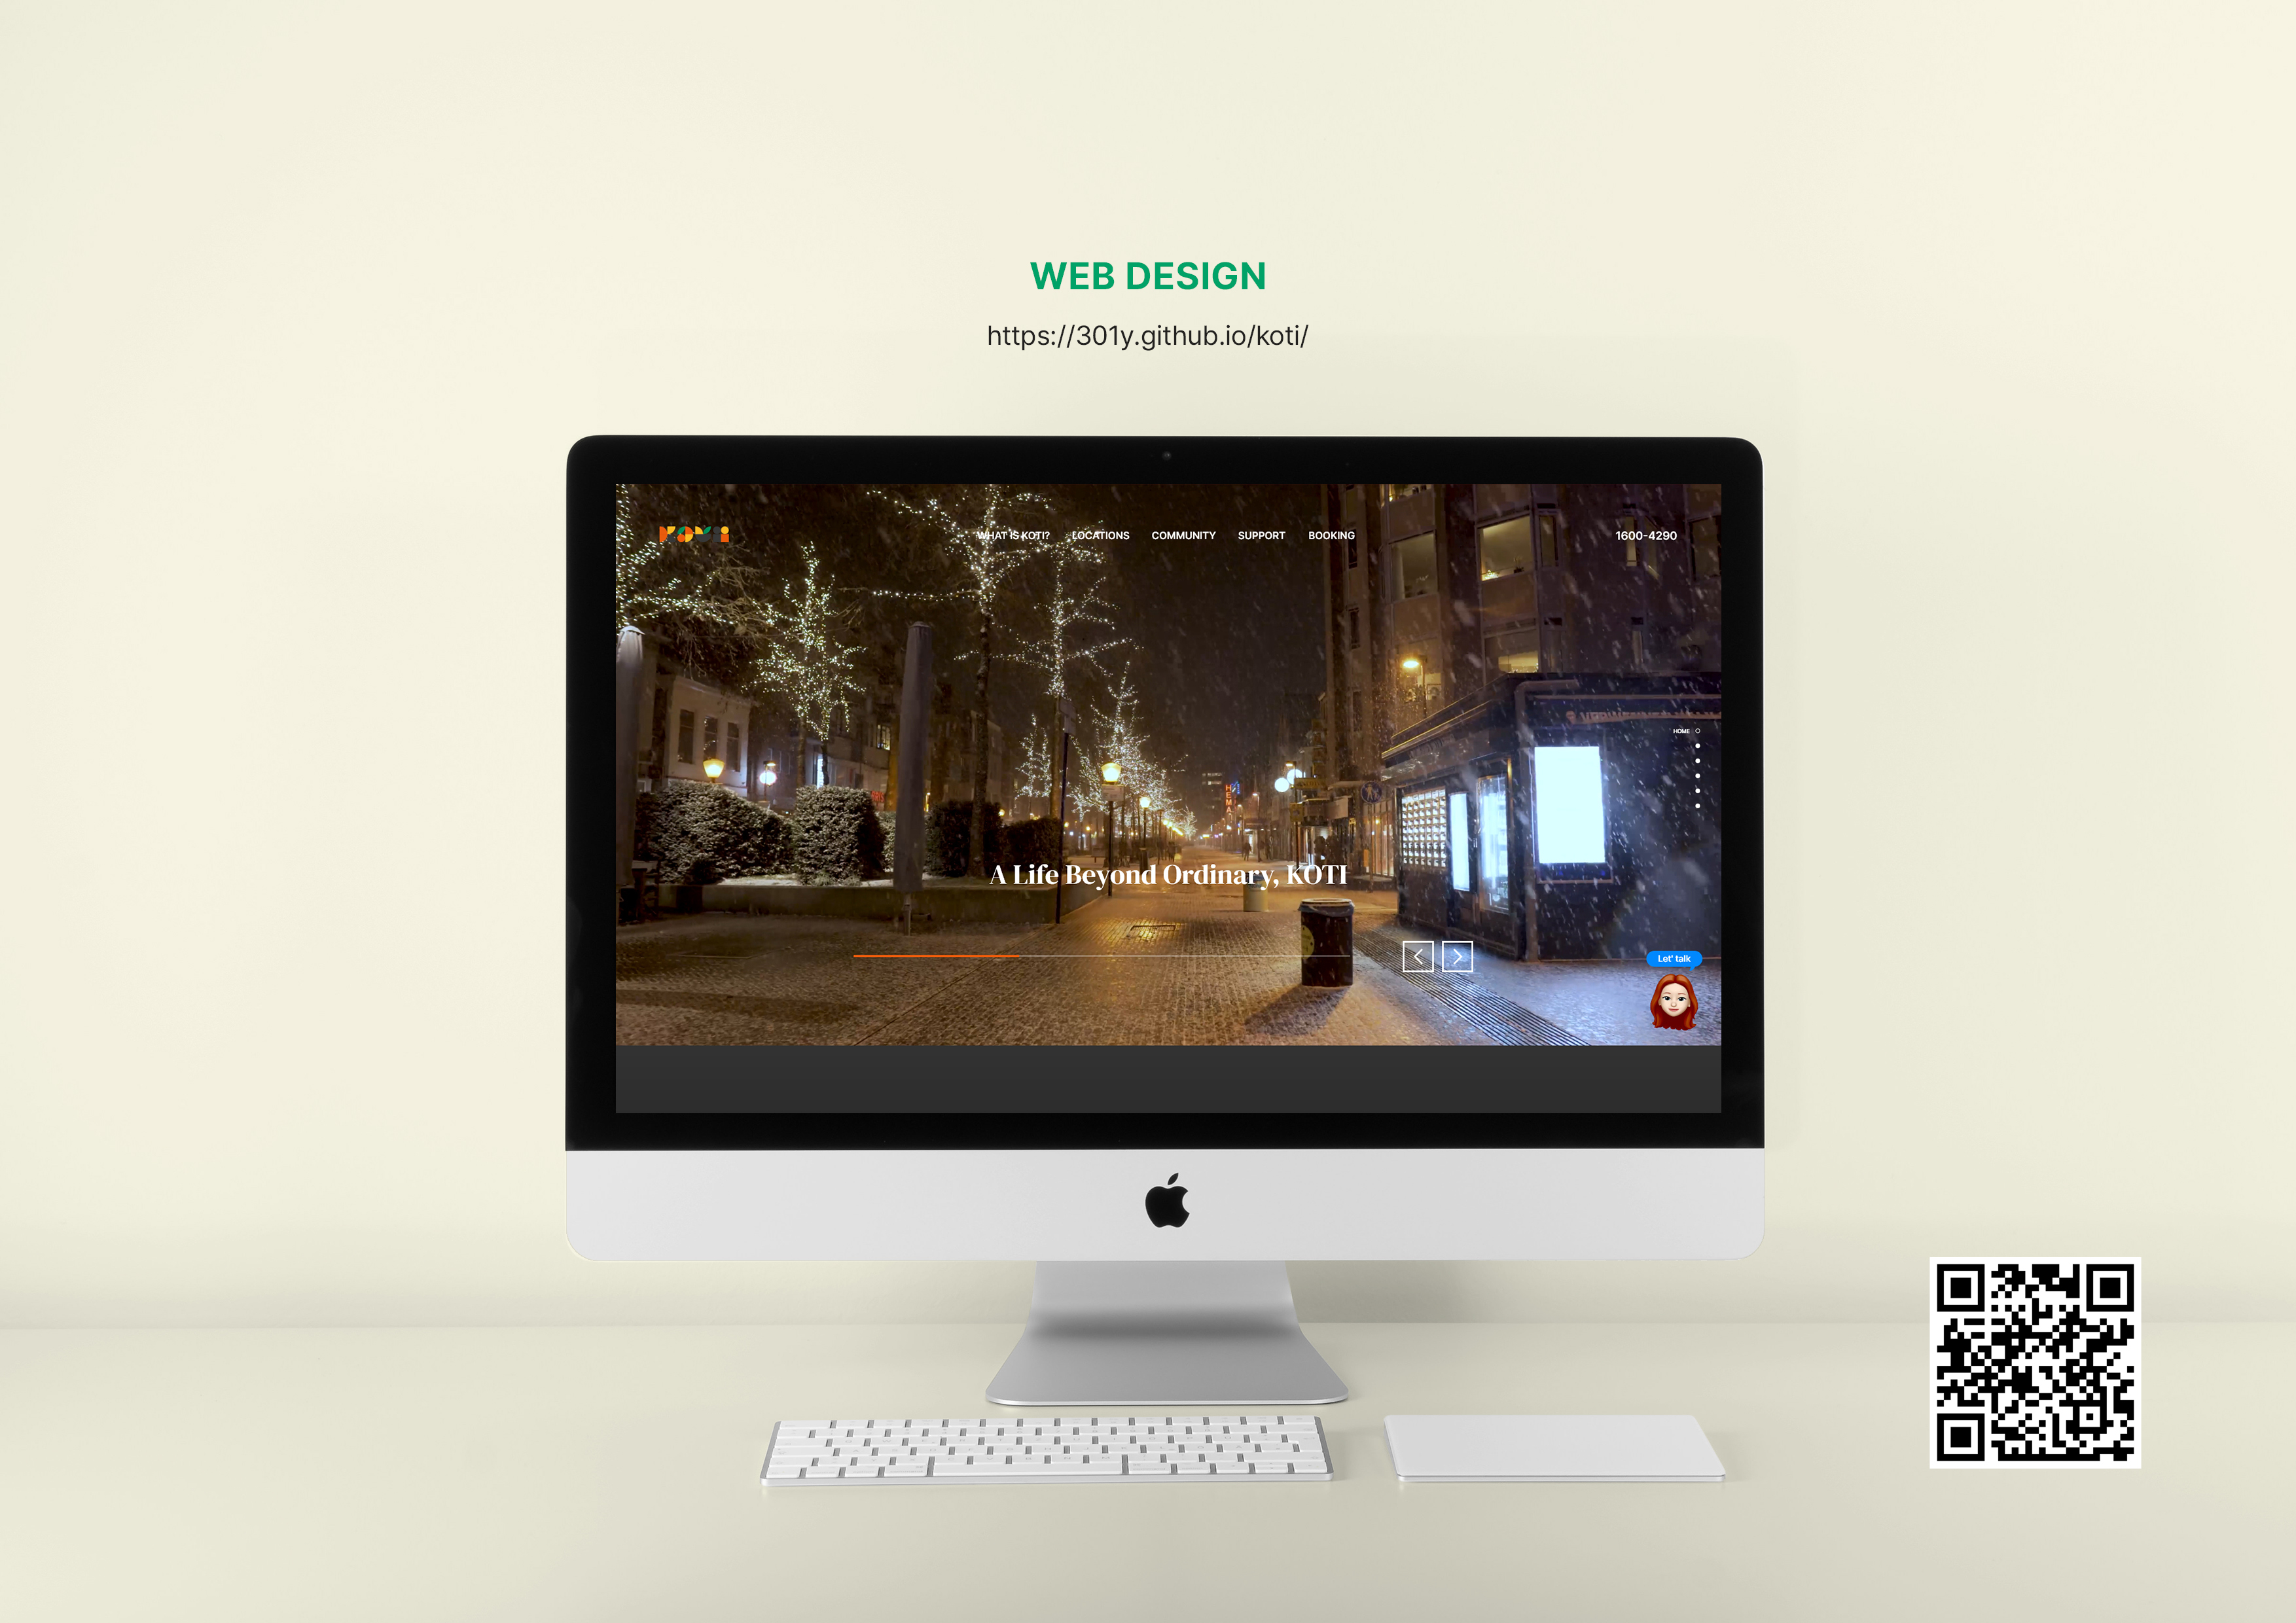 WEB DESIGN
https://301y.github.io/koti/
KOTI
WHAT IS KOTI? LOCATIONS COMMUNITY SUPPORT BOOKING
1600-4290
HOME
HEMA
A Life Beyond Ordinary, KOTI
Let' talk